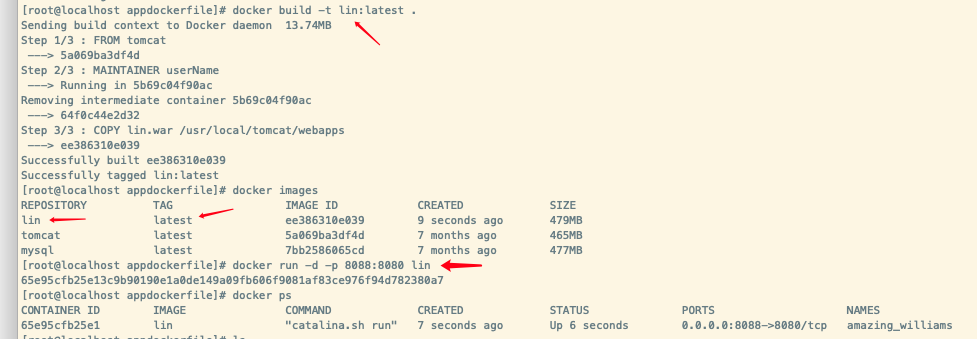 [root@localhost appdockerfile]# docker build -t lin:latest .
Sending build context to Docker daemon  13.74MB
Step 1/3 : FROM tomcat
 ---> 5a069ba3df4d
Step 2/3 : MAINTAINER userName
 ---> Running in 5b69c04f90ac
Removing intermediate container 5b69c04f90ac
 ---> 64f0c44e2d32
Step 3/3 : COPY lin.war /usr/local/tomcat/webapps
 ---> ee386310e039
Successfully built ee386310e039
Successfully tagged lin:latest
[root@localhost appdockerfile]# docker images
REPOSITORY          TAG                 IMAGE ID            CREATED             SIZE
lin                 latest              ee386310e039        9 seconds ago       479MB
tomcat              latest              5a069ba3df4d        7 months ago        465MB
mysql               latest              7bb2586065cd        7 months ago        477MB
[root@localhost appdockerfile]# docker run -d -p 8088:8080 lin
65e95cfb25e13c9b90190e1a0de149a09fb606f9081af83ce976f94d782380a7
[root@localhost appdockerfile]# docker ps
CONTAINER ID        IMAGE               COMMAND             CREATED             STATUS              PORTS                    NAMES
65e95cfb25e1        lin                 "catalina.sh run"   7 seconds ago       Up 6 seconds        0.0.0.0:8088->8080/tcp   amazing_williams